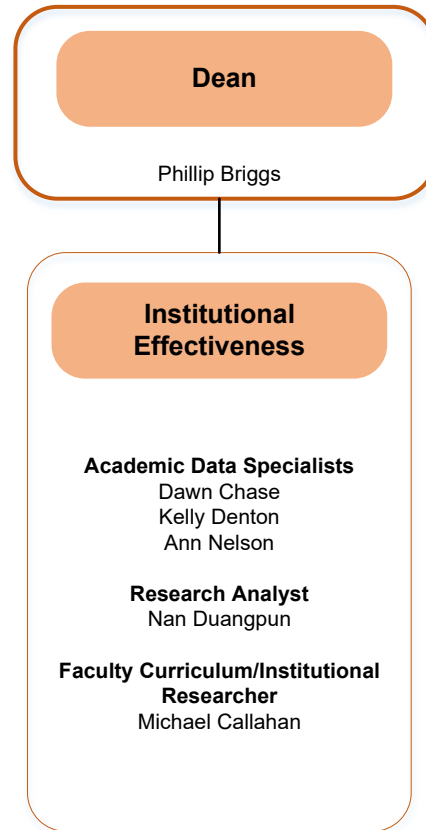 Dean
Phillip Briggs
Institutional
Effectiveness
Academic Data Specialists
Dawn Chase
Kelly Denton
Ann Nelson
Research Analyst
Nan Duangpun
Faculty Curriculum/Institutional
Researcher
Michael Callahan